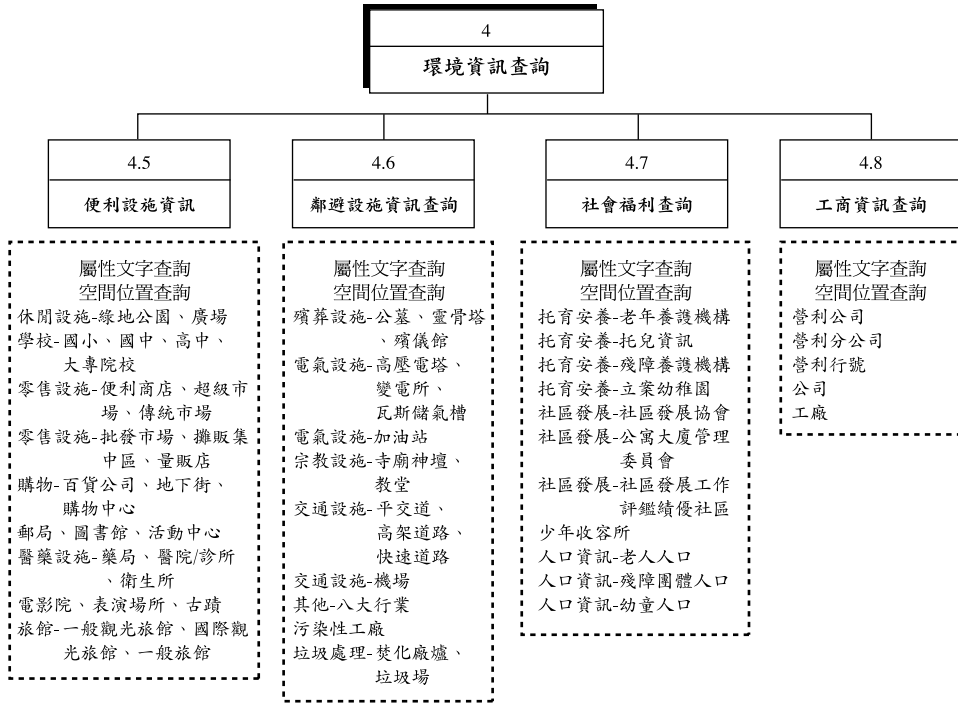 4
環境資訊查詢
4.5
便利設施資訊
屬性文字查詢
空間位置查詢
休閒設施-綠地公園、廣場
學校-國小、國中、高中、
大專院校
零售設施-便利商店、超級市
場、傳統市場
零售設施-批發市場、攤販集
中區、量販店
購物-百貨公司、地下街、
購物中心
郵局、圖書館、活動中心
醫藥設施-藥局、醫院/診所
、衛生所
電影院、表演場所、古蹟
旅館-一般觀光旅館、國際觀
光旅館、一般旅館
4.6
鄰避設施資訊查詢
屬性文字查詢
空間位置查詢
殯葬設施-公墓、靈骨塔
、殯儀館
電氣設施-高壓電塔、
變電所、
瓦斯儲氣槽
電氣設施-加油站
宗教設施-寺廟神壇、
教堂
交通設施-平交道、
高架道路、
快速道路
交通設施-機場
其他-八大行業
污染性工廠
垃圾處理-焚化廠爐、
垃圾場
4.7
社會福利查詢
屬性文字查詢
空間位置查詢
托育安養-老年養護機構
托育安養-托兒資訊
托育安養-殘障養護機構
托育安養-立案幼稚園
社區發展-社區發展協會
社區發展-公寓大廈管理
委員會
社區發展-社區發展工作
評鑑績優社區
少年收容所
人口資訊-老人人口
人口資訊-殘障團體人口
人口資訊-幼童人口
4.8
工商資訊查詢
屬性文字查詢
空間位置查詢
營利公司
營利分公司
營利行號
公司
工廠